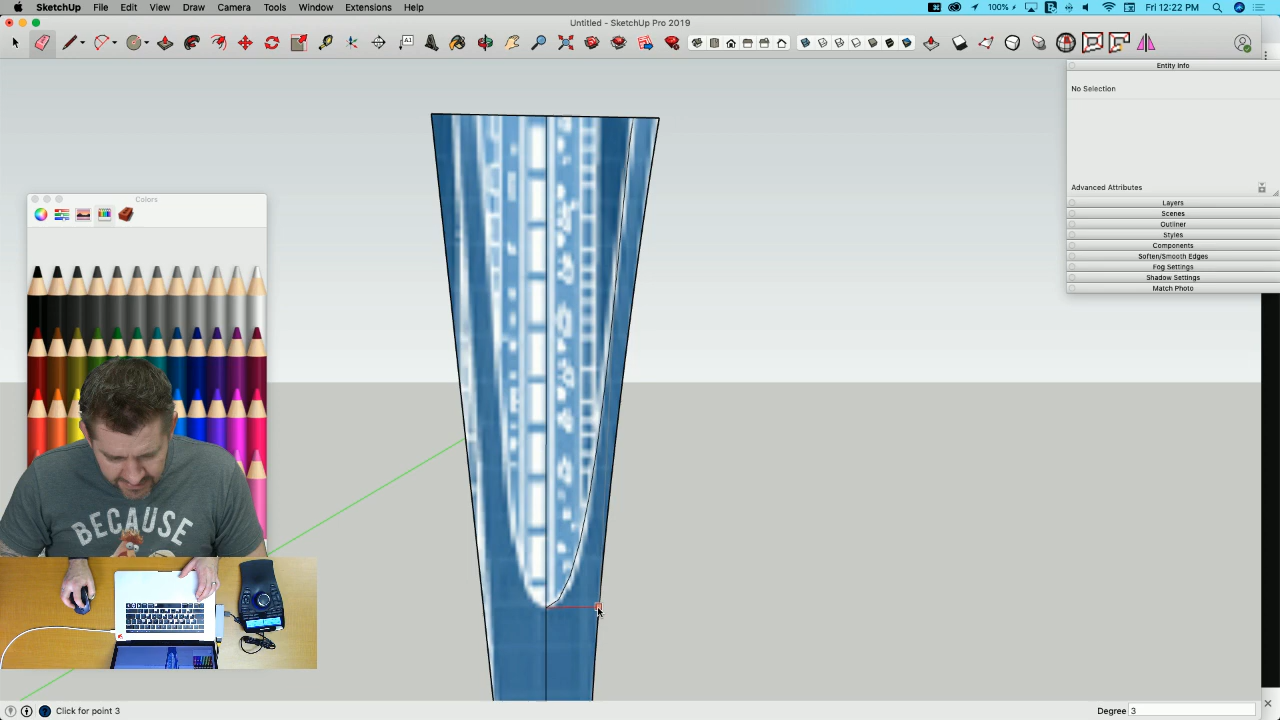 SketchUp File Edit View Draw Camera Tools Window Extensions Help 100% Fri 12:22 PM
Untitled - SketchUp Pro 2019
A1
Entity Info
No Selection
Advanced Attributes
Layers
Scenes
Outliner
Styles
Components
Soften/Smooth Edges
Fog Settings
Shadow Settings
Match Photo
Colors
BECAUSE
Click for point 3
Degree 3